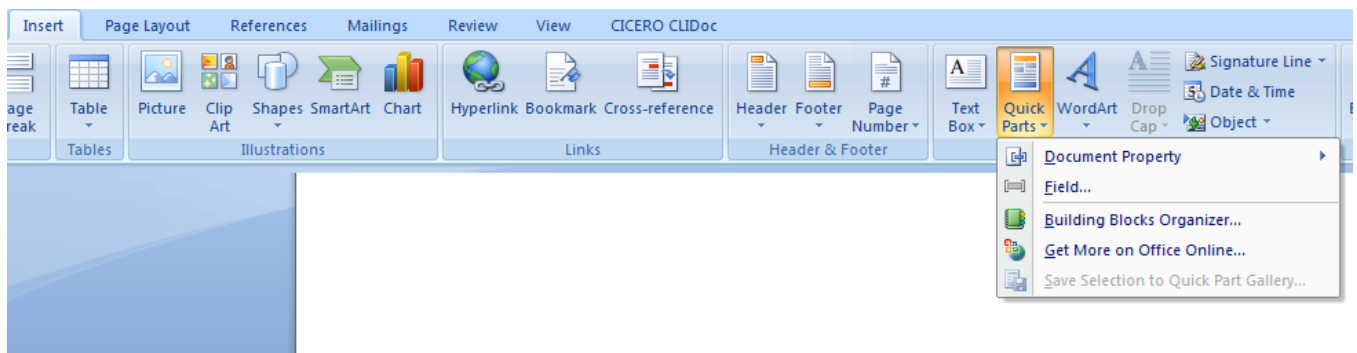 Insert Page Layout References Mailings Review View CICERO CLIDoc
age
reak
Table
Tables
Picture
Clip
Art
Shapes
SmartArt
Chart
Illustrations
Hyperlink
Bookmark
Cross-reference
Links
Header
Footer
Page
Number
Header & Footer
A
Text
Box
Quick
Parts
WordArt
Drop
Cap
Signature Line
Date & Time
Object
Document Property
Field...
Building Blocks Organizer...
Get More on Office Online...
Save Selection to Quick Part Gallery...